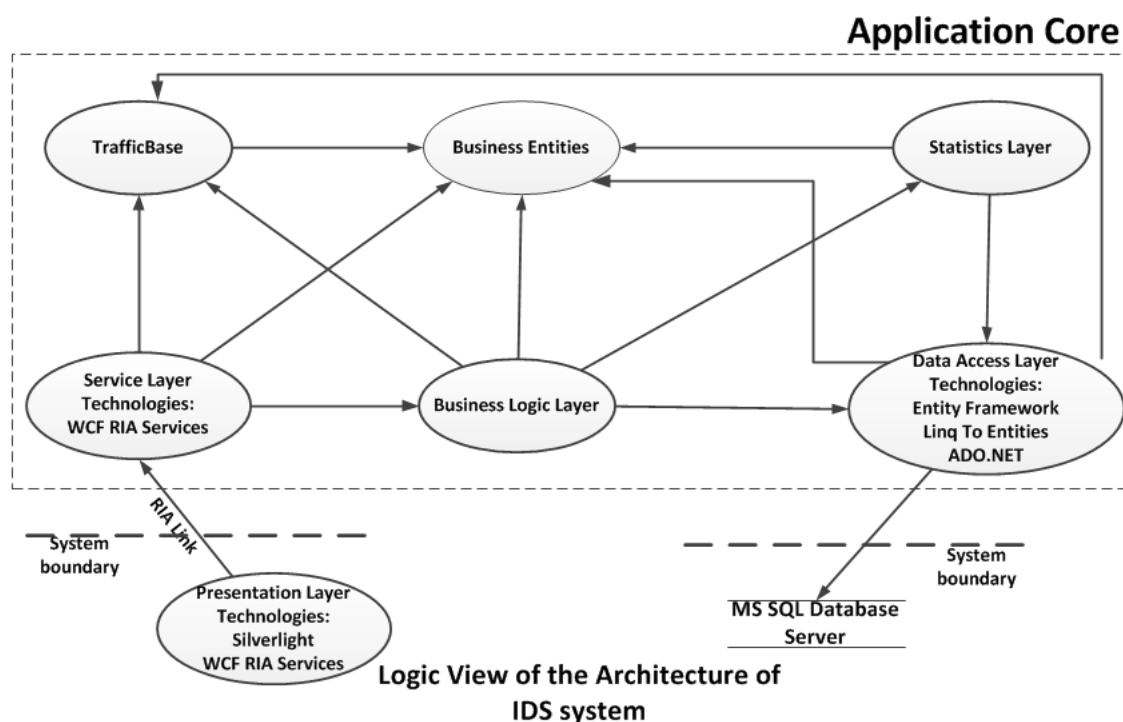 Application Core
TrafficBase
Business Entities
Statistics Layer
Service Layer
Technologies:
WCF RIA Services
Business Logic Layer
Data Access Layer
Technologies:
Entity Framework
Linq To Entities
ADO.NET
RIA Link
System
boundary
System
boundary
Presentation Layer
Technologies:
Silverlight
WCF RIA Services
MS SQL Database
Server
Logic View of the Architecture of
IDS system